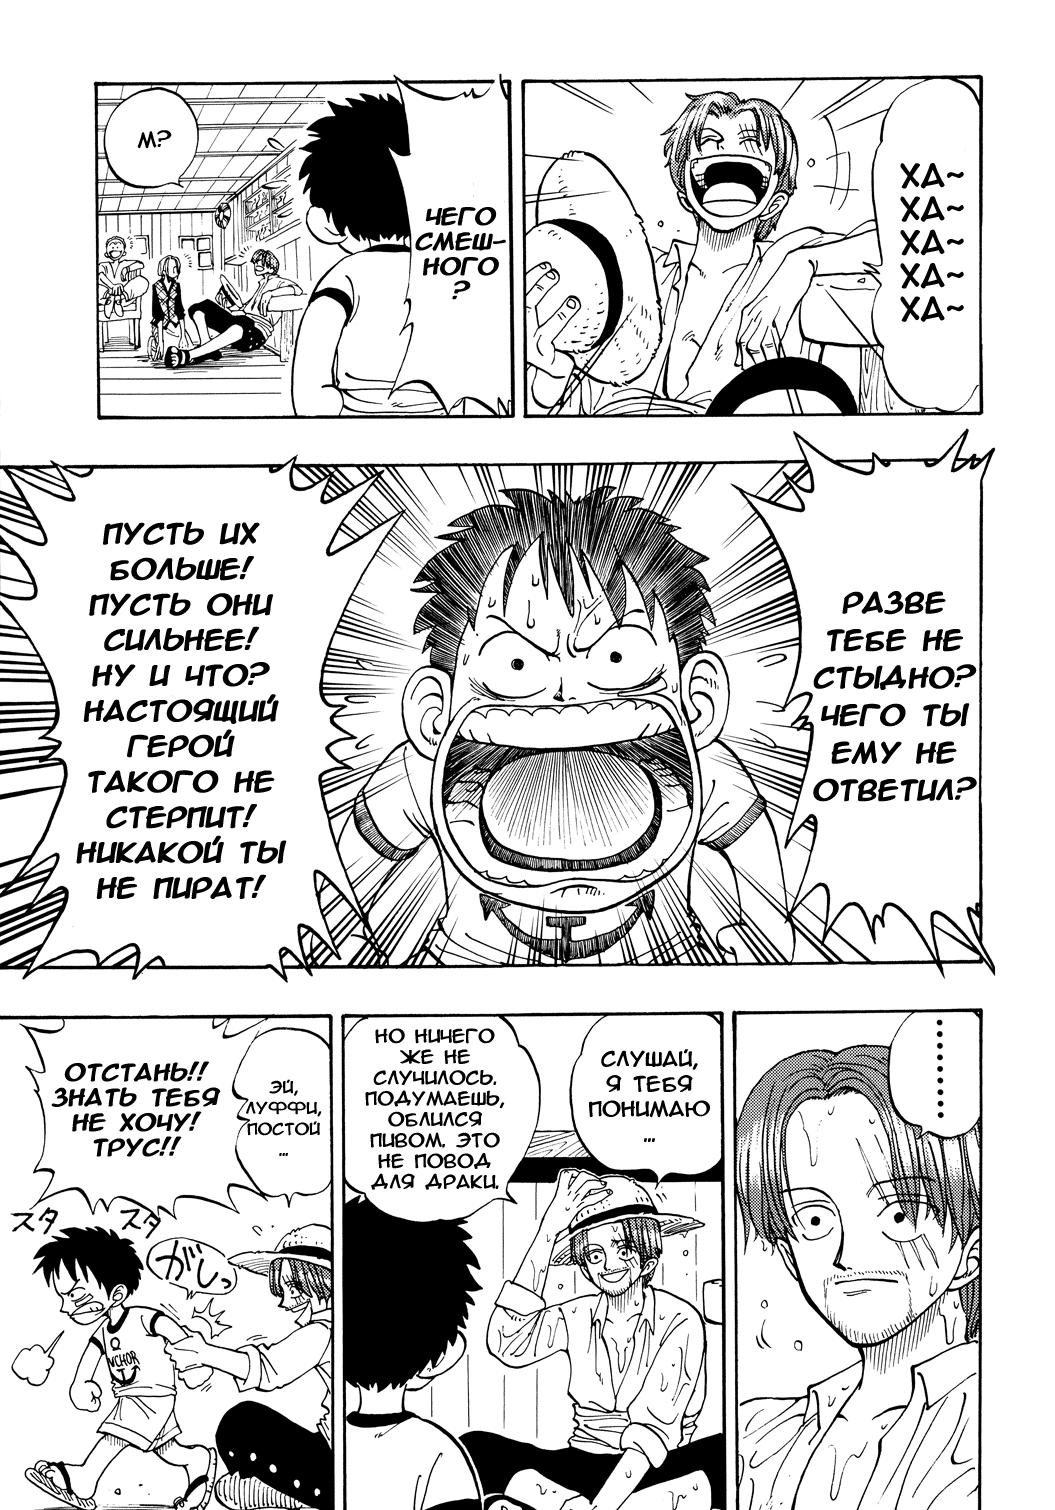 ХА~
ХА~
ХА~
ХА~
ХА~
ЧЕГО
СМЕШ-
НОГО
?
М?
РАЗВЕ
ТЕБЕ НЕ
СТЫДНО?
ЧЕГО ТЫ
ЕМУ НЕ
ОТВЕТИЛ?
ПУСТЬ ИХ
БОЛЬШЕ!
ПУСТЬ ОНИ
СИЛЬНЕЕ!
НУ И ЧТО?
НАСТОЯЩИЙ
ГЕРОЙ
ТАКОГО НЕ
СТЕРПИТ!
НИКАКОЙ ТЫ
НЕ ПИРАТ!
.........
СЛУШАЙ,
Я ТЕБЯ
ПОНИМАЮ
...
НО НИЧЕГО
ЖЕ НЕ
СЛУЧИЛОСЬ.
ПОДУМАЕШЬ,
ОБЛИЛСЯ
ПИВОМ. ЭТО
НЕ ПОВОД
ДЛЯ ДРАКИ.
ЭЙ,
ЛУФФИ,
ПОСТОЙ
...
ОТСТАНЬ!!
ЗНАТЬ ТЕБЯ
НЕ ХОЧУ!
ТРУС!!
スタ
スタ
がしっ
NCHOR